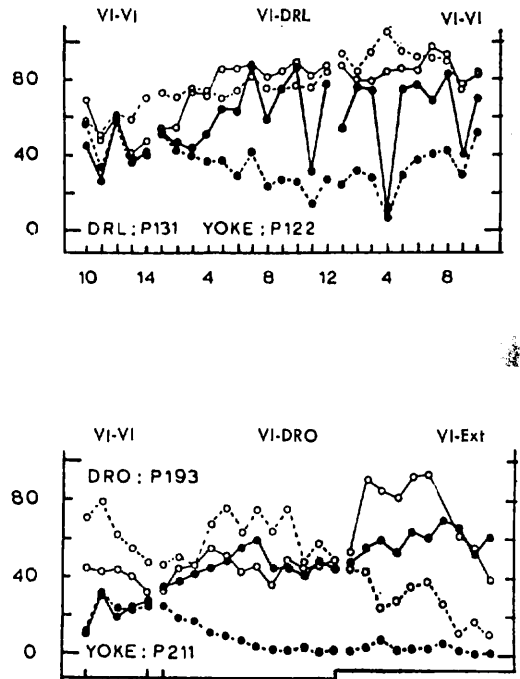 VI-VI VI-DRL VI-VI
80
40
0
DRL: P131 YOKE: P122
10 14 4 8 12 4 8
VI-VI VI-DRO VI-Ext
DRO: P193
80
40
0
YOKE: P211